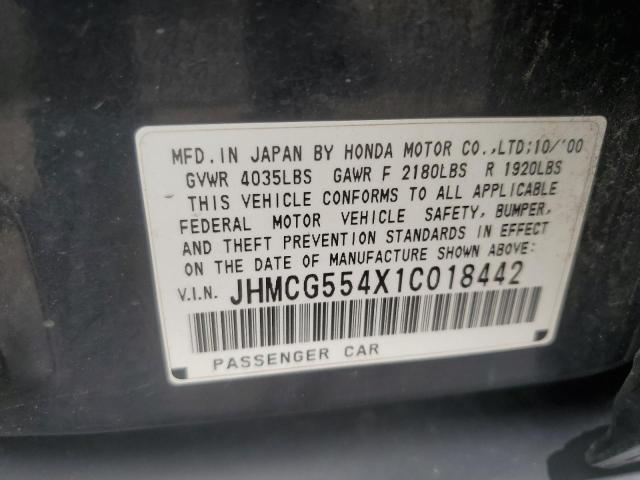 MFD. IN JAPAN BY HONDA MOTOR CO.,LTD;10/'00
GVWR 4035LBS GAWR F 2180LBS R 1920LBS
THIS VEHICLE CONFORMS TO ALL APPLICABLE
FEDERAL MOTOR VEHICLE SAFETY, BUMPER,
AND THEFT PREVENTION STANDARDS IN EFFECT
ON THE DATE OF MANUFACTURE SHOWN ABOVE:
V.I.N. JHMCG554X1C018442
PASSENGER CAR